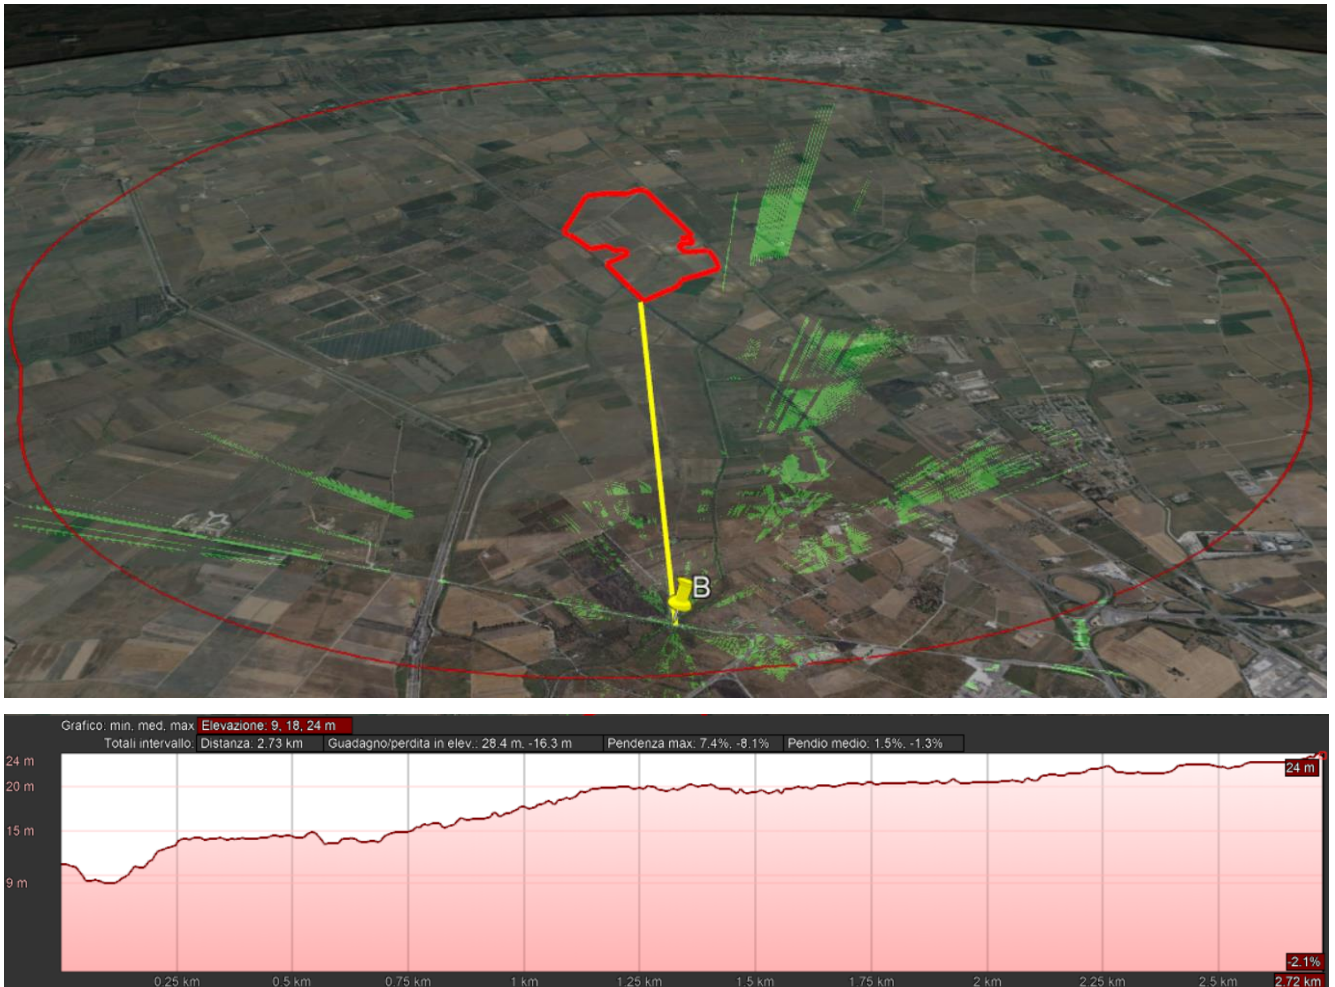 B
Grafico: min. med. max Elevazione: 9, 18, 24 m
Totali intervallo: Distanza: 2.73 km Guadagno/perdita in elev.: 28.4 m, -16.3 m Pendenza max: 7.4%, -8.1% Pendio medio: 1.5%, -1.3%
24 m
24 m
20 m
15 m
9 m
-2.1%
0.25 km 0.5 km 0.75 km 1 km 1.25 km 1.5 km 1.75 km 2 km 2.25 km 2.5 km 2.72 km